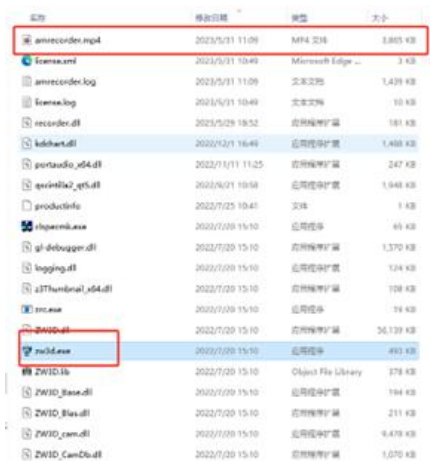 名称 修改日期 类型 大小
amrecorder.mp4 2023/5/31 11:09 MP4 文件 3,865 KB
license.xml 2023/5/31 10:49 Microsoft Edge ... 3 KB
amrecorder.log 2023/5/31 11:09 文本文档 1,439 KB
license.log 2023/5/31 10:49 文本文档 10 KB
recorder.dll 2023/5/29 18:52 应用程序扩展 181 KB
kdchart.dll 2022/12/1 16:49 应用程序扩展 1,488 KB
portaudio_x64.dll 2022/11/11 11:25 应用程序扩展 247 KB
qscintilla2_qt5.dll 2022/9/21 10:58 应用程序扩展 1,948 KB
productinfo 2022/7/25 10:41 文件 1 KB
2022/7/20 15:10 应用程序 65 KB
gl-debugger.dll 2022/7/20 15:10 应用程序扩展 1,570 KB
logging.dll 2022/7/20 15:10 应用程序扩展 124 KB
z3Thumbnail_x64.dll 2022/7/20 15:10 应用程序扩展 108 KB
zrc.exe 2022/7/20 15:10 应用程序 74 KB
ZW3D.dll 2022/7/20 15:10 应用程序扩展 56,139 KB
zw3d.exe 2022/7/20 15:10 应用程序 493 KB
ZW3D.lib 2022/7/20 15:10 Object File Library 378 KB
ZW3D_Base.dll 2022/7/20 15:10 应用程序扩展 194 KB
ZW3D_Blas.dll 2022/7/20 15:10 应用程序扩展 211 KB
ZW3D_cam.dll 2022/7/20 15:10 应用程序扩展 9,479 KB
ZW3D_CamDb.dll 2022/7/20 15:10 应用程序扩展 1,070 KB